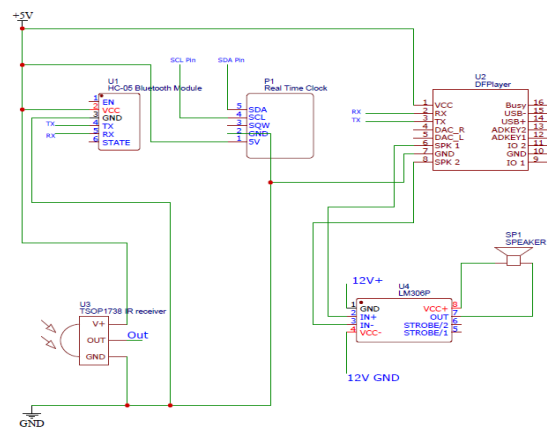 +5V
SCL Pin
SDA Pin
U1
HC-05 Bluetooth Module
1 EN
2 VCC
3 GND
TX 4 TX
RX 5 RX
6 STATE
P1
Real Time Clock
5 SDA
4 SCL
3 SQW
2 GND
1 5V
U2
DFPlayer
1 VCC Busy 16
RX 2 RX USB- 15
TX 3 TX USB+ 14
4 DAC_R ADKEY2 13
5 DAC_L ADKEY1 12
6 SPK 1 IO 2 11
7 GND GND 10
8 SPK 2 IO 1 9
SP1
SPEAKER
12V+
U4
LM306P
1 GND VCC+ 8
2 IN+ OUT 7
3 IN- STROBE/2 6
4 VCC- STROBE/1 5
12V GND
U3
TSOP1738 IR receiver
V+
OUT Out
GND
GND